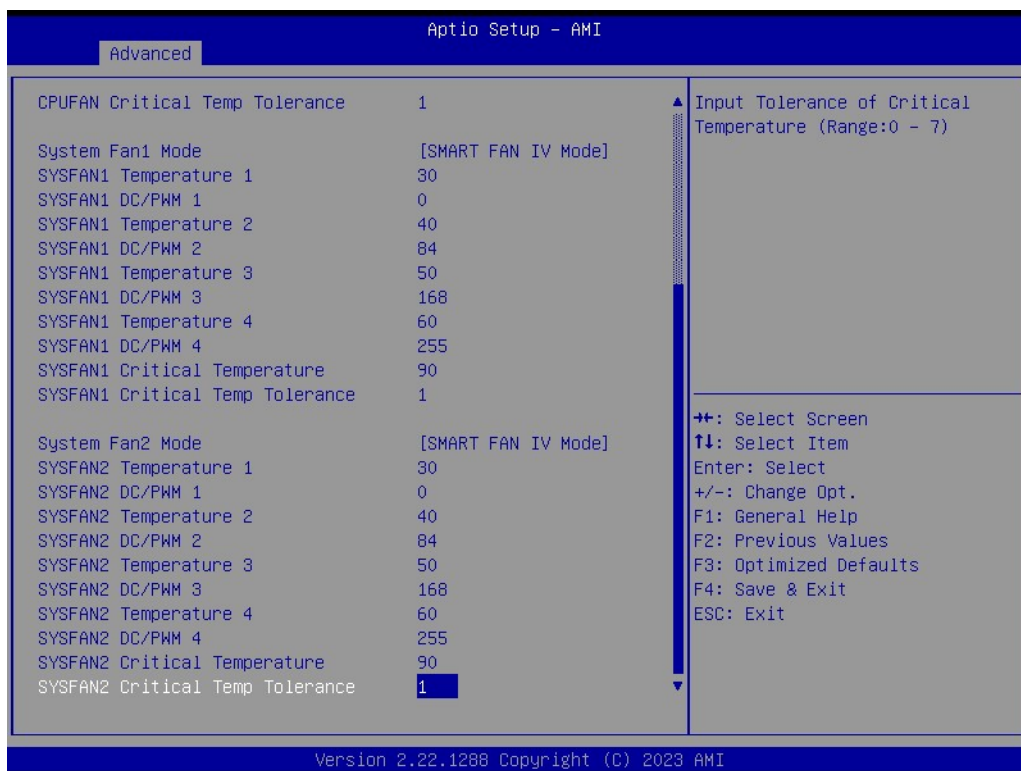 Aptio Setup – AMI
Advanced
CPUFAN Critical Temp Tolerance 1
System Fan1 Mode [SMART FAN IV Mode]
SYSFAN1 Temperature 1 30
SYSFAN1 DC/PWM 1 0
SYSFAN1 Temperature 2 40
SYSFAN1 DC/PWM 2 84
SYSFAN1 Temperature 3 50
SYSFAN1 DC/PWM 3 168
SYSFAN1 Temperature 4 60
SYSFAN1 DC/PWM 4 255
SYSFAN1 Critical Temperature 90
SYSFAN1 Critical Temp Tolerance 1
System Fan2 Mode [SMART FAN IV Mode]
SYSFAN2 Temperature 1 30
SYSFAN2 DC/PWM 1 0
SYSFAN2 Temperature 2 40
SYSFAN2 DC/PWM 2 84
SYSFAN2 Temperature 3 50
SYSFAN2 DC/PWM 3 168
SYSFAN2 Temperature 4 60
SYSFAN2 DC/PWM 4 255
SYSFAN2 Critical Temperature 90
SYSFAN2 Critical Temp Tolerance 1
Input Tolerance of Critical
Temperature (Range:0 - 7)
→←: Select Screen
↑↓: Select Item
Enter: Select
+/-: Change Opt.
F1: General Help
F2: Previous Values
F3: Optimized Defaults
F4: Save & Exit
ESC: Exit
Version 2.22.1288 Copyright (C) 2023 AMI